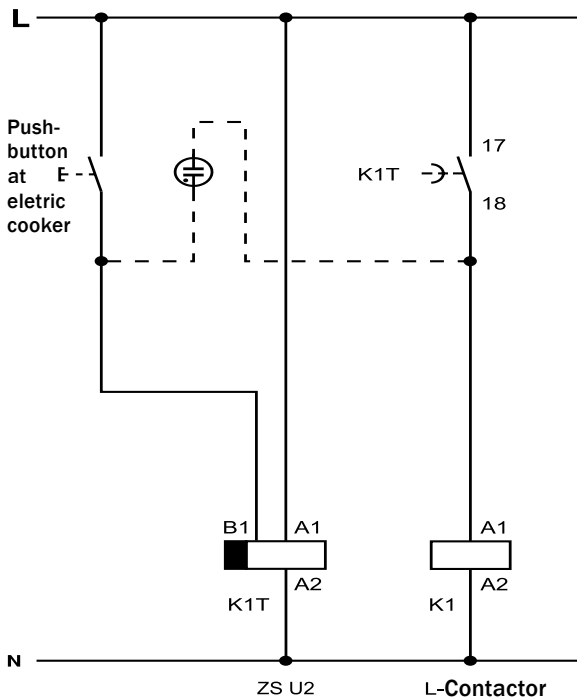 L
Push-
button
at
eletric
cooker
E
17
K1T
18
B1 A1
A2
K1T
A1
A2
K1
N
ZS U2
L-Contactor